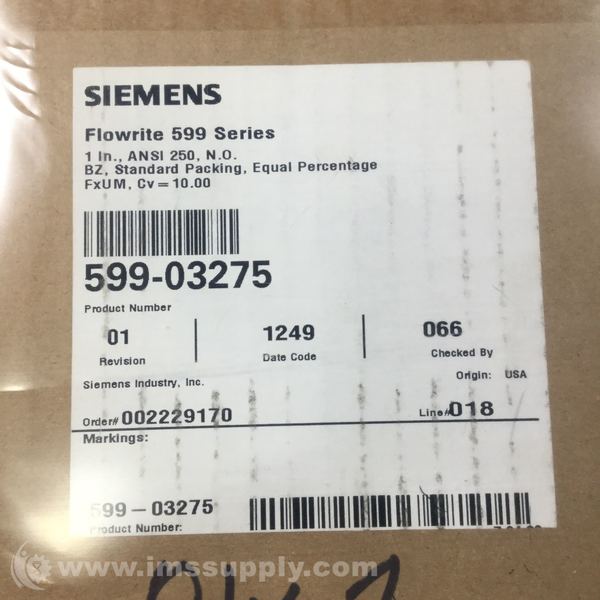 SIEMENS
Flowrite 599 Series
1 In., ANSI 250, N.O.
BZ, Standard Packing, Equal Percentage
FxUM, Cv = 10.00
599-03275
Product Number
01 1249 066
Revision Date Code Checked By
Siemens Industry, Inc. Origin: USA
Order# 002229170 Line# 018
Markings:
599-03275
Product Number:
www.imssupply.com